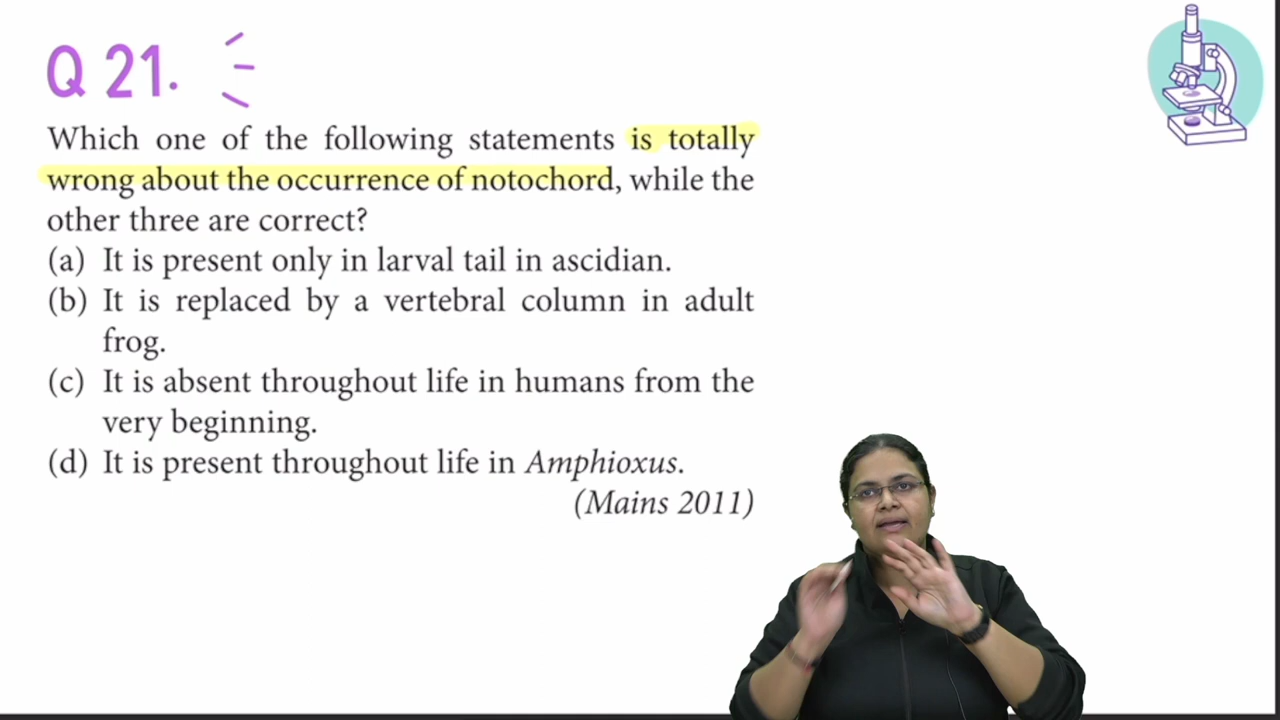 Q 21.
Which one of the following statements is totally
wrong about the occurrence of notochord, while the
other three are correct?
(a) It is present only in larval tail in ascidian.
(b) It is replaced by a vertebral column in adult
frog.
(c) It is absent throughout life in humans from the
very beginning.
(d) It is present throughout life in Amphioxus.
(Mains 2011)